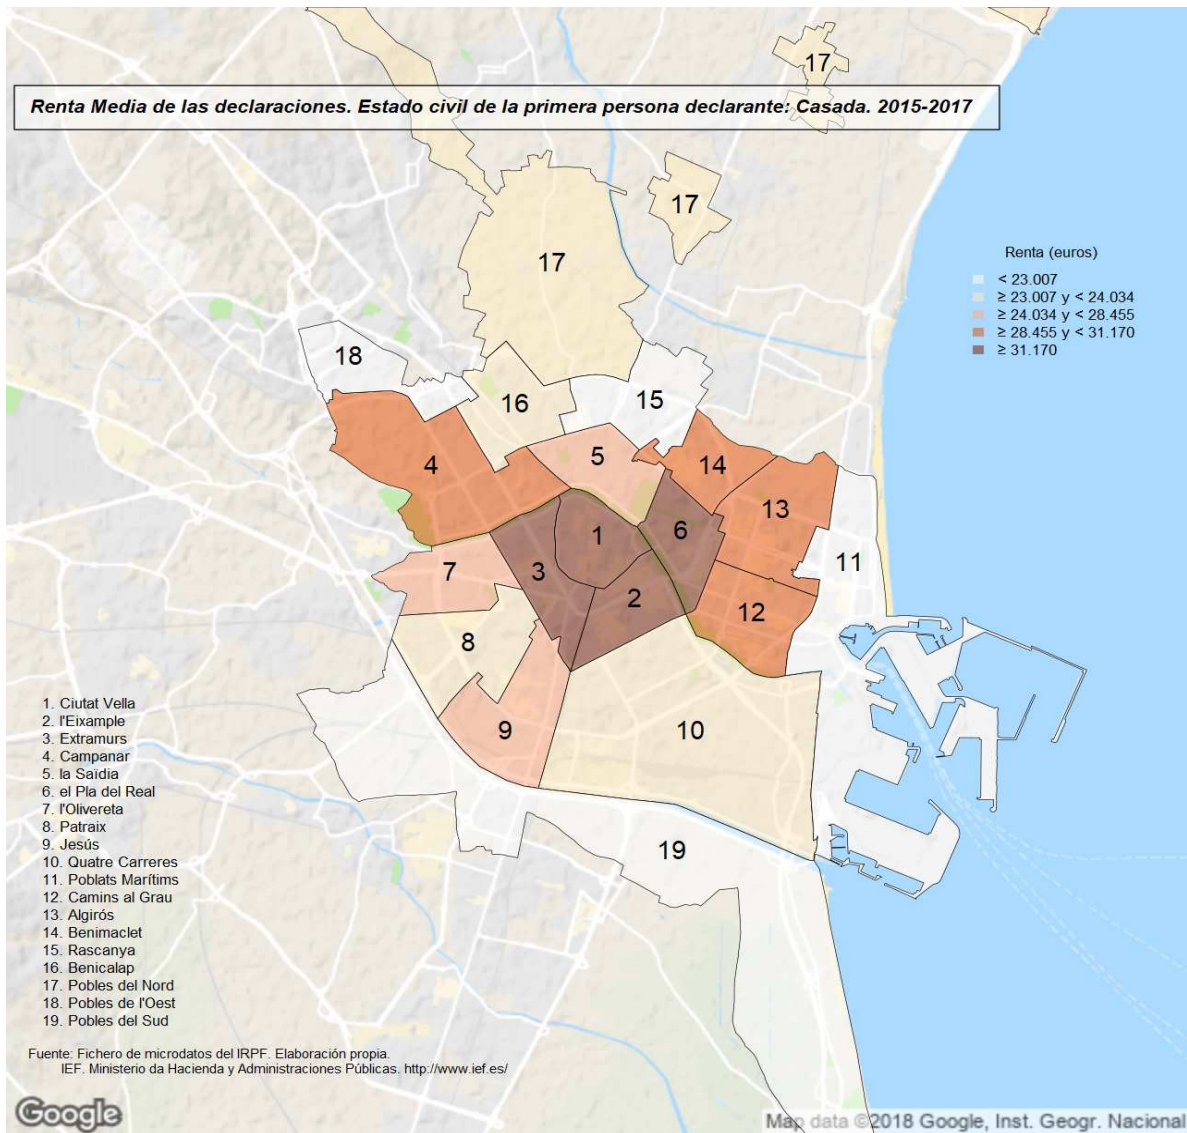 17
Renta Media de las declaraciones. Estado civil de la primera persona declarante: Casada. 2015-2017
17
17
Renta (euros)
< 23.007
≥ 23.007 y < 24.034
≥ 24.034 y < 28.455
≥ 28.455 y < 31.170
≥ 31.170
18
16
15
4
5
14
13
6
1
11
3
7
2
12
8
9
10
19
1. Ciutat Vella
2. l'Eixample
3. Extramurs
4. Campanar
5. la Saïdia
6. el Pla del Real
7. l'Olivereta
8. Patraix
9. Jesús
10. Quatre Carreres
11. Poblats Marítims
12. Camins al Grau
13. Algirós
14. Benimaclet
15. Rascanya
16. Benicalap
17. Pobles del Nord
18. Pobles de l'Oest
19. Pobles del Sud
Fuente: Fichero de microdatos del IRPF. Elaboración propia.
IEF. Ministerio da Hacienda y Administraciones Públicas. http://www.ief.es/
Google
Map data ©2018 Google, Inst. Geogr. Nacional